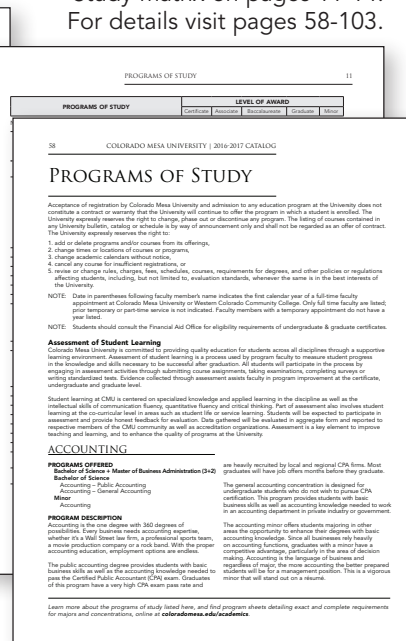 For details visit pages 58-103.
PROGRAMS OF STUDY 11
PROGRAMS OF STUDY
LEVEL OF AWARD
Certificate Associate Baccalaureate Graduate Minor
58 COLORADO MESA UNIVERSITY | 2016-2017 CATALOG
PROGRAMS OF STUDY
Acceptance of registration by Colorado Mesa University and admission to any education program at the University does not
constitute a contract or warranty that the University will continue to offer the program in which a student is enrolled. The
University expressly reserves the right to change, phase out or discontinue any program. The listing of courses contained in
any University bulletin, catalog or schedule is by way of announcement only and shall not be regarded as an offer of contract.
The University expressly reserves the right to:
1. add or delete programs and/or courses from its offerings,
2. change times or locations of courses or programs,
3. change academic calendars without notice,
4. cancel any course for insufficient registrations, or
5. revise or change rules, charges, fees, schedules, courses, requirements for degrees, and other policies or regulations
affecting students, including, but not limited to, evaluation standards, whenever the same is in the best interests of
the University.
NOTE: Date in parentheses following faculty member's name indicates the first calendar year of a full-time faculty
appointment at Colorado Mesa University or Western Colorado Community College. Only full time faculty are listed;
prior temporary or part-time service is not indicated. Faculty members with a temporary appointment do not have a
year listed.
NOTE: Students should consult the Financial Aid Office for eligibility requirements of undergraduate & graduate certificates.
Assessment of Student Learning
Colorado Mesa University is committed to providing quality education for students across all disciplines through a supportive
learning environment. Assessment of student learning is a process used by program faculty to measure student progress
in the knowledge and skills necessary to be successful after graduation. All students will participate in the process by
engaging in assessment activities through submitting course assignments, taking examinations, completing surveys or
writing standardized tests. Evidence collected through assessment assists faculty in program improvement at the certificate,
undergraduate and graduate level.
Student learning at CMU is centered on specialized knowledge and applied learning in the discipline as well as the
intellectual skills of communication fluency, quantitative fluency and critical thinking. Part of assessment also involves student
learning at the co-curricular level in areas such as student life or service learning. Students will be expected to participate in
assessment and provide honest feedback for evaluation. Data gathered will be evaluated in aggregate form and reported to
respective members of the CMU community as well as accreditation organizations. Assessment is a key element to improve
teaching and learning, and to enhance the quality of programs at the University.
ACCOUNTING
PROGRAMS OFFERED
Bachelor of Science + Master of Business Administration (3+2)
Bachelor of Science
Accounting – Public Accounting
Accounting – General Accounting
Minor
Accounting
PROGRAM DESCRIPTION
Accounting is the one degree with 360 degrees of
possibilities. Every business needs accounting expertise,
whether it's a Wall Street law firm, a professional sports team,
a movie production company or a rock band. With the proper
accounting education, employment options are endless.
The public accounting degree provides students with basic
business skills as well as the accounting knowledge needed to
pass the Certified Public Accountant (CPA) exam. Graduates
of this program have a very high CPA exam pass rate and
are heavily recruited by local and regional CPA firms. Most
graduates will have job offers months before they graduate.
The general accounting concentration is designed for
undergraduate students who do not wish to pursue CPA
certification. This program provides students with basic
business skills as well as accounting knowledge needed to work
in an accounting department in private industry or government.
The accounting minor offers students majoring in other
areas the opportunity to enhance their degrees with basic
accounting knowledge. Since all businesses rely heavily
on accounting functions, graduates with a minor have a
competitive advantage, particularly in the area of decision
making. Accounting is the language of business and
regardless of major, the more accounting the better prepared
students will be for a management position. This is a vigorous
minor that will stand out on a résumé.
Learn more about the programs of study listed here, and find program sheets detailing exact and complete requirements
for majors and concentrations, online at coloradomesa.edu/academics.